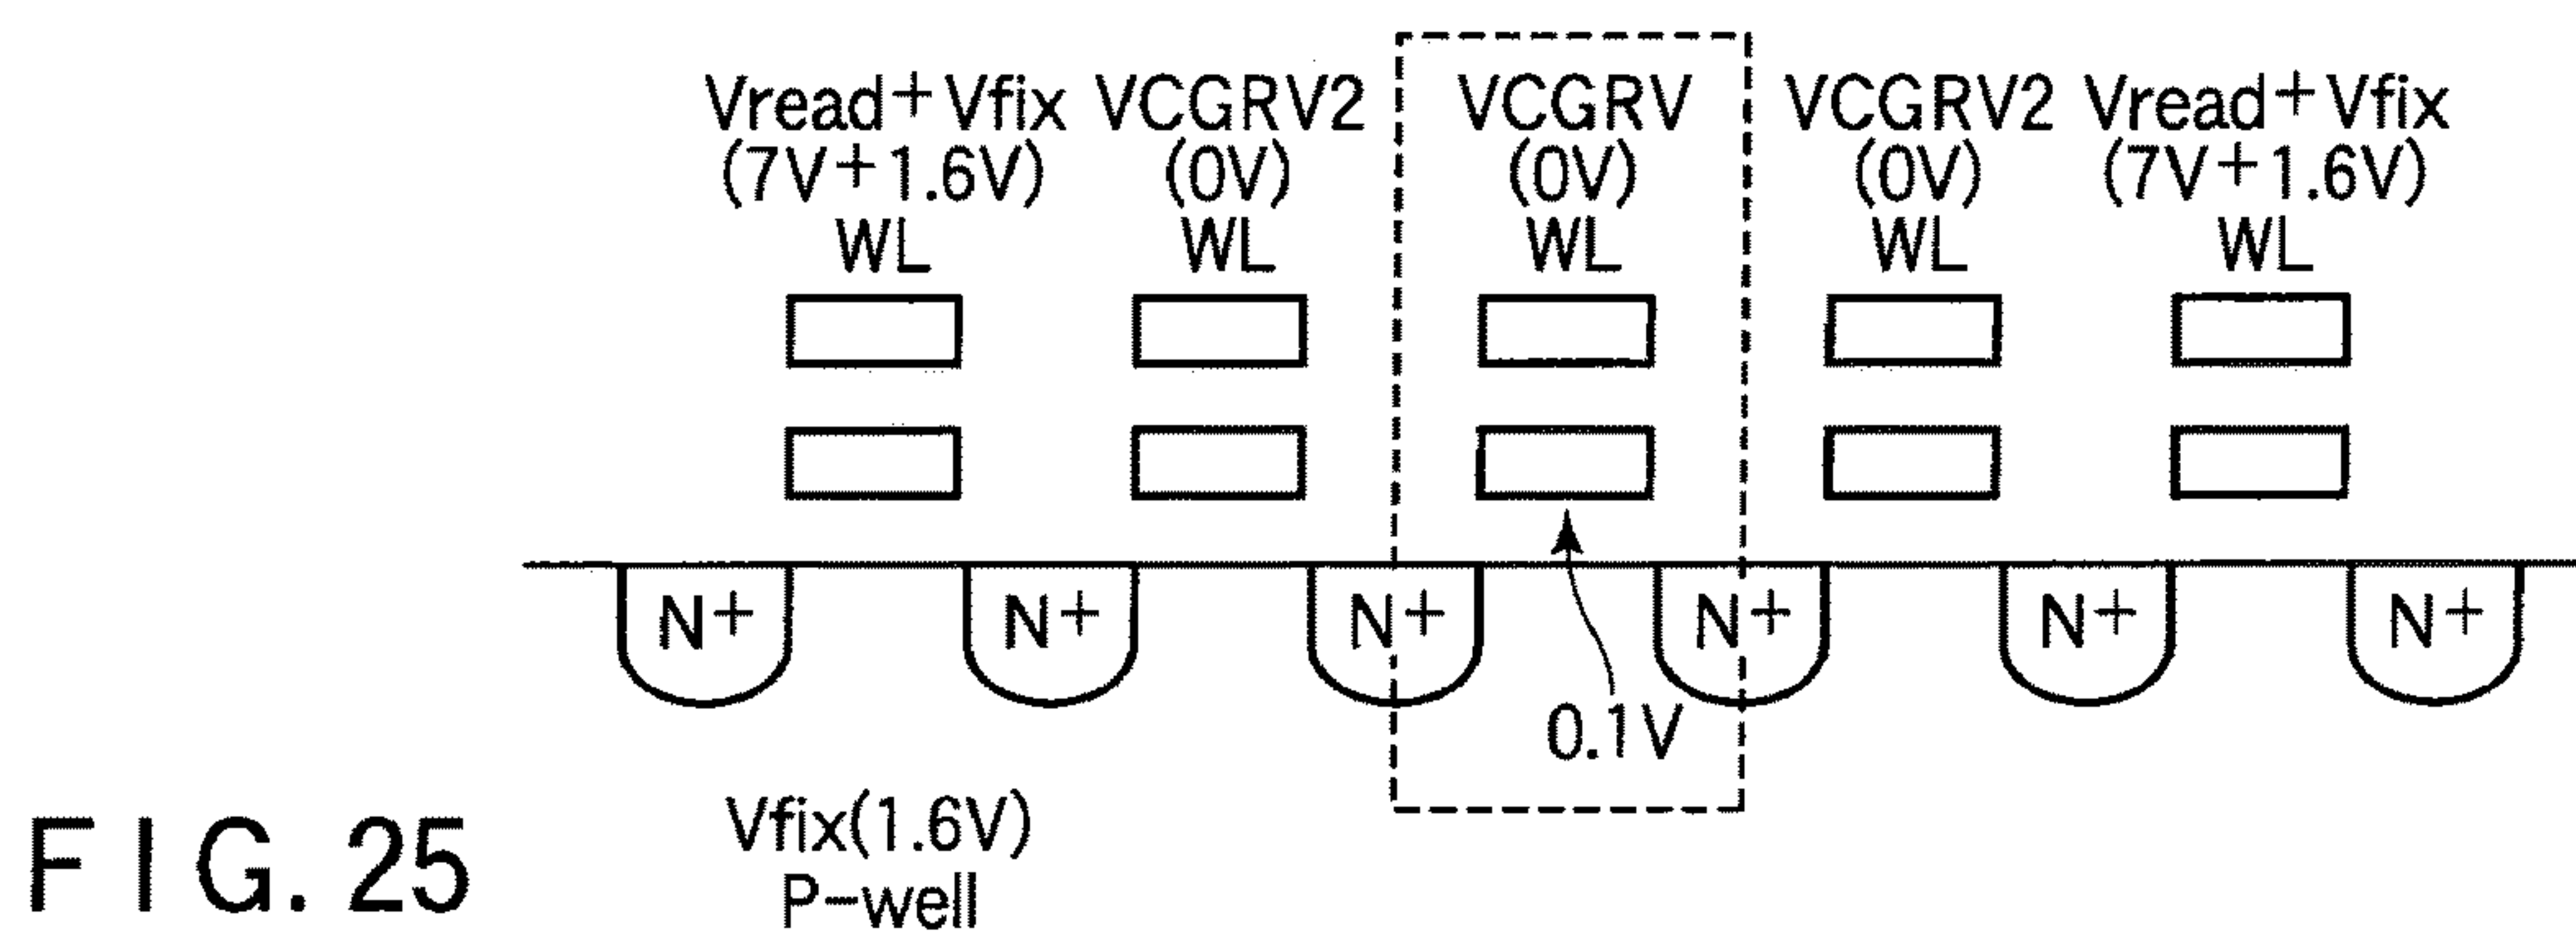 Vread+Vfix VCGRV2 VCGRV VCGRV2 Vread+Vfix
(7V+1.6V) (0V) (0V) (0V) (7V+1.6V)
WL WL WL WL WL
N+ N+ N+ N+ N+ N+
0.1V
Vfix(1.6V)
P-well
FIG. 25